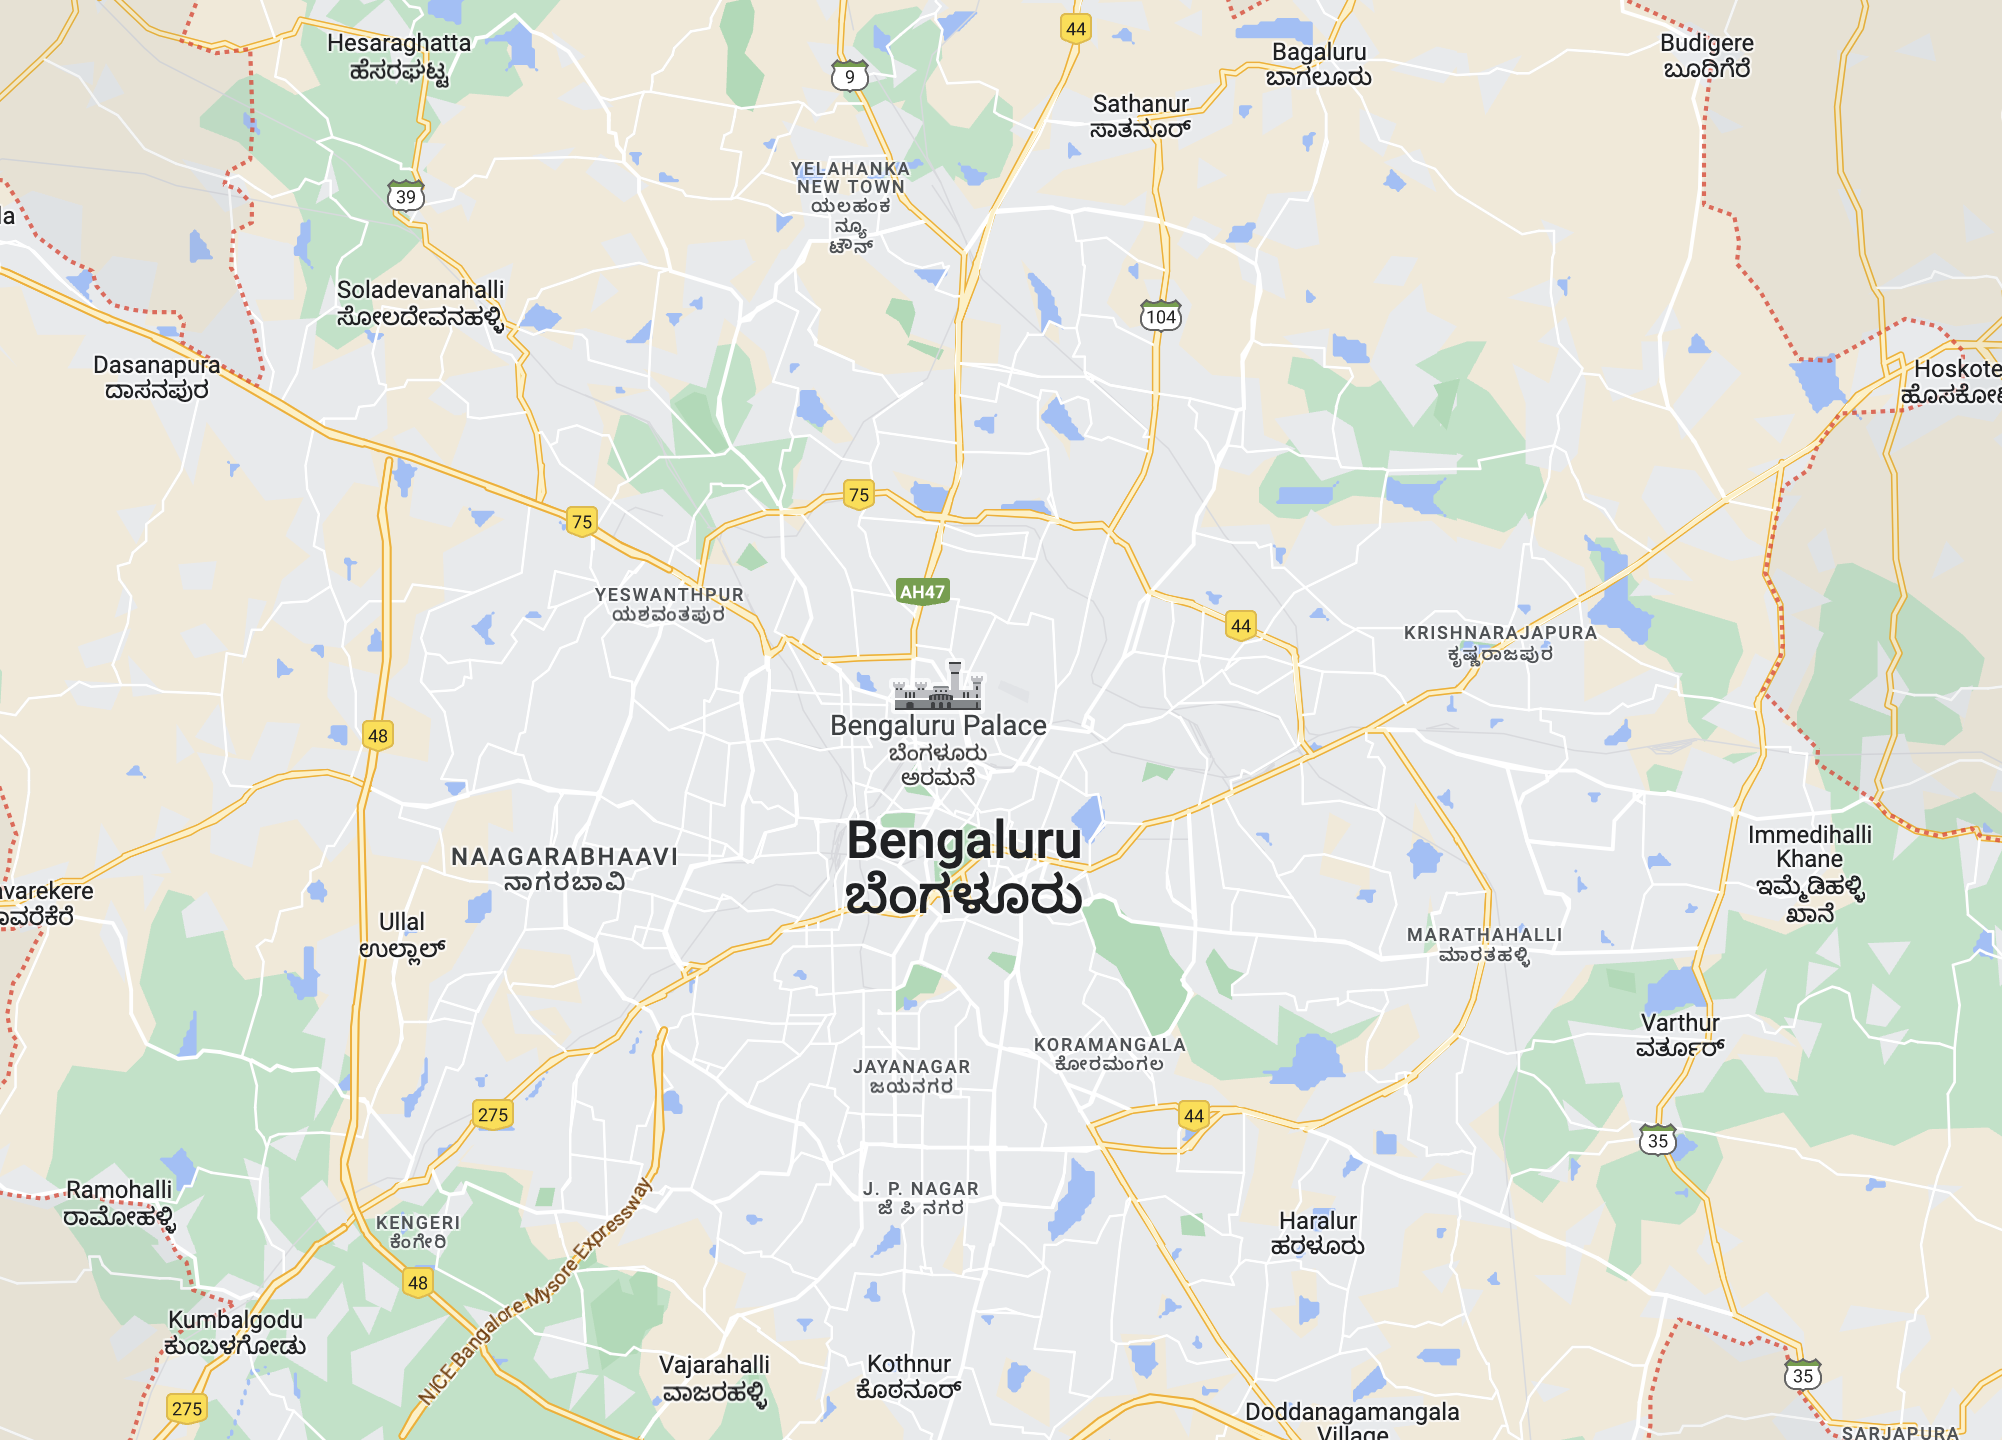 44
Hesaraghatta
ಹೆಸರಘಟ್ಟ
Bagaluru
ಬಾಗಲೂರು
Budigere
ಬೂದಿಗೆರೆ
9
Sathanur
ಸಾತನೂರ್
YELAHANKA
NEW TOWN
ಯಲಹಂಕ
ನ್ಯೂ
ಟೌನ್
39
la
Soladevanahalli
ಸೋಲದೇವನಹಳ್ಳಿ
104
Dasanapura
ದಾಸನಪುರ
Hoskote
ಹೊಸಕೋಟೆ
75
75
AH47
YESWANTHPUR
ಯಶವಂತಪುರ
44
KRISHNARAJAPURA
ಕೃಷ್ಣರಾಜಪುರ
48
Bengaluru Palace
ಬೆಂಗಳೂರು
ಅರಮನೆ
Bengaluru
ಬೆಂಗಳೂರು
NAAGARABHAAVI
ನಾಗರಬಾವಿ
Immedihalli
Khane
ಇಮ್ಮೆಡಿಹಳ್ಳಿ
ಖಾನೆ
avarekere
ಾವರೆಕೆರೆ
Ullal
ಉಲ್ಲಾಲ್
MARATHAHALLI
ಮಾರತಹಳ್ಳಿ
Varthur
ವರ್ತೂರ್
KORAMANGALA
ಕೋರಮಂಗಲ
JAYANAGAR
ಜಯನಗರ
275
44
35
Ramohalli
ರಾಮೋಹಳ್ಳಿ
J. P. NAGAR
ಜೆ ಪಿ ನಗರ
KENGERI
ಕೆಂಗೇರಿ
Haralur
ಹರಳೂರು
48
NICE-Bangalore Mysore Expressway
Kumbalgodu
ಕುಂಬಳಗೋಡು
Vajarahalli
ವಾಜರಹಳ್ಳಿ
Kothnur
ಕೊಠನೂರ್
35
275
Doddanagamangala
Village
SARJAPURA